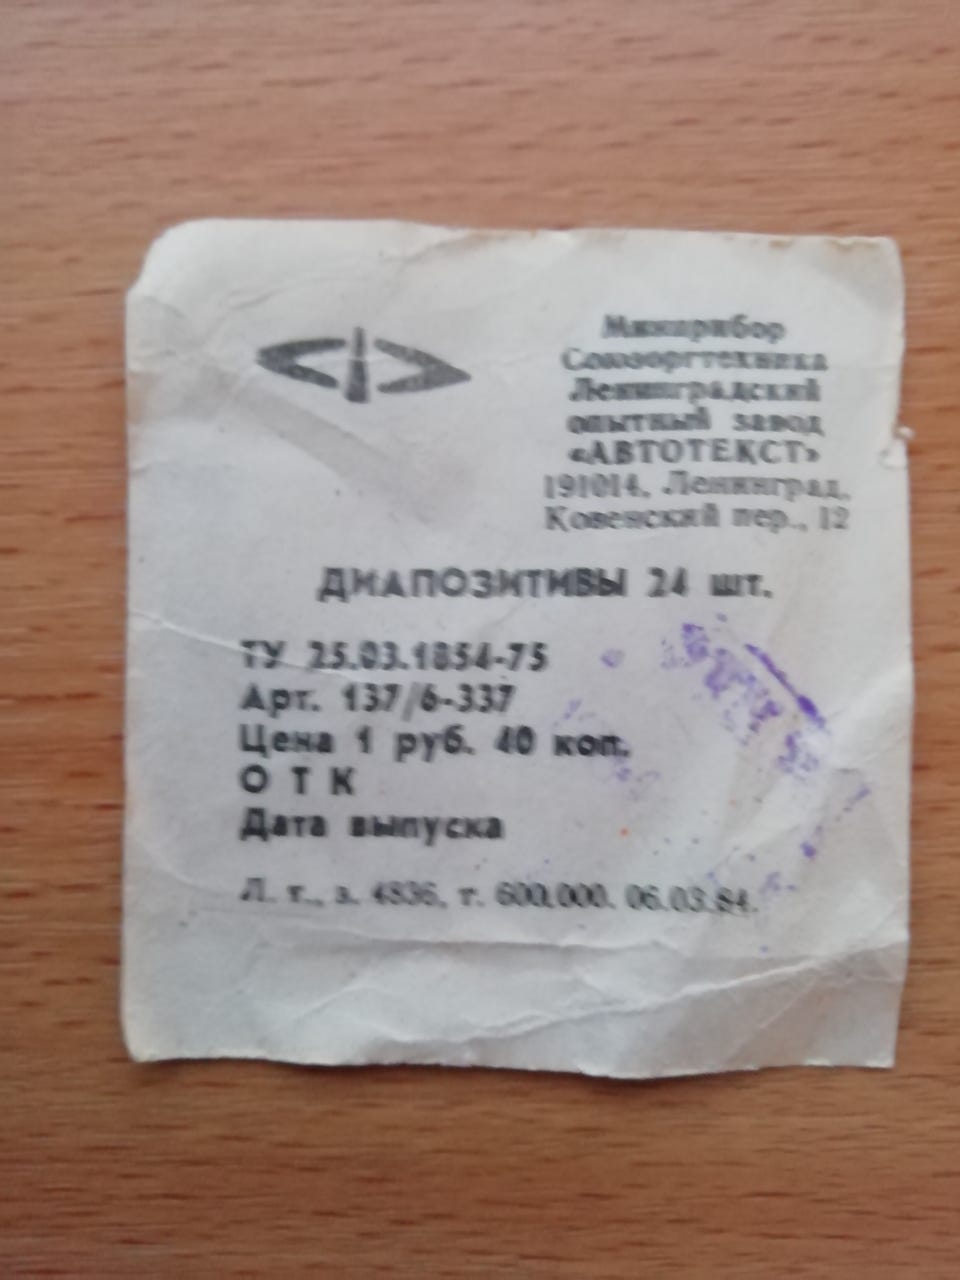 Минприбор
Союзоргтехника
Ленинградский
опытный завод
«АВТОТЕКСТ»
191014, Ленинград,
Ковенский пер., 12
ДИАПОЗИТИВЫ 24 шт.
ТУ 25.03.1854-75
Арт. 137/6-337
Цена 1 руб. 40 коп.
О Т К
Дата выпуска
Л. т., з. 4836, т. 600.000. 06.03.84.